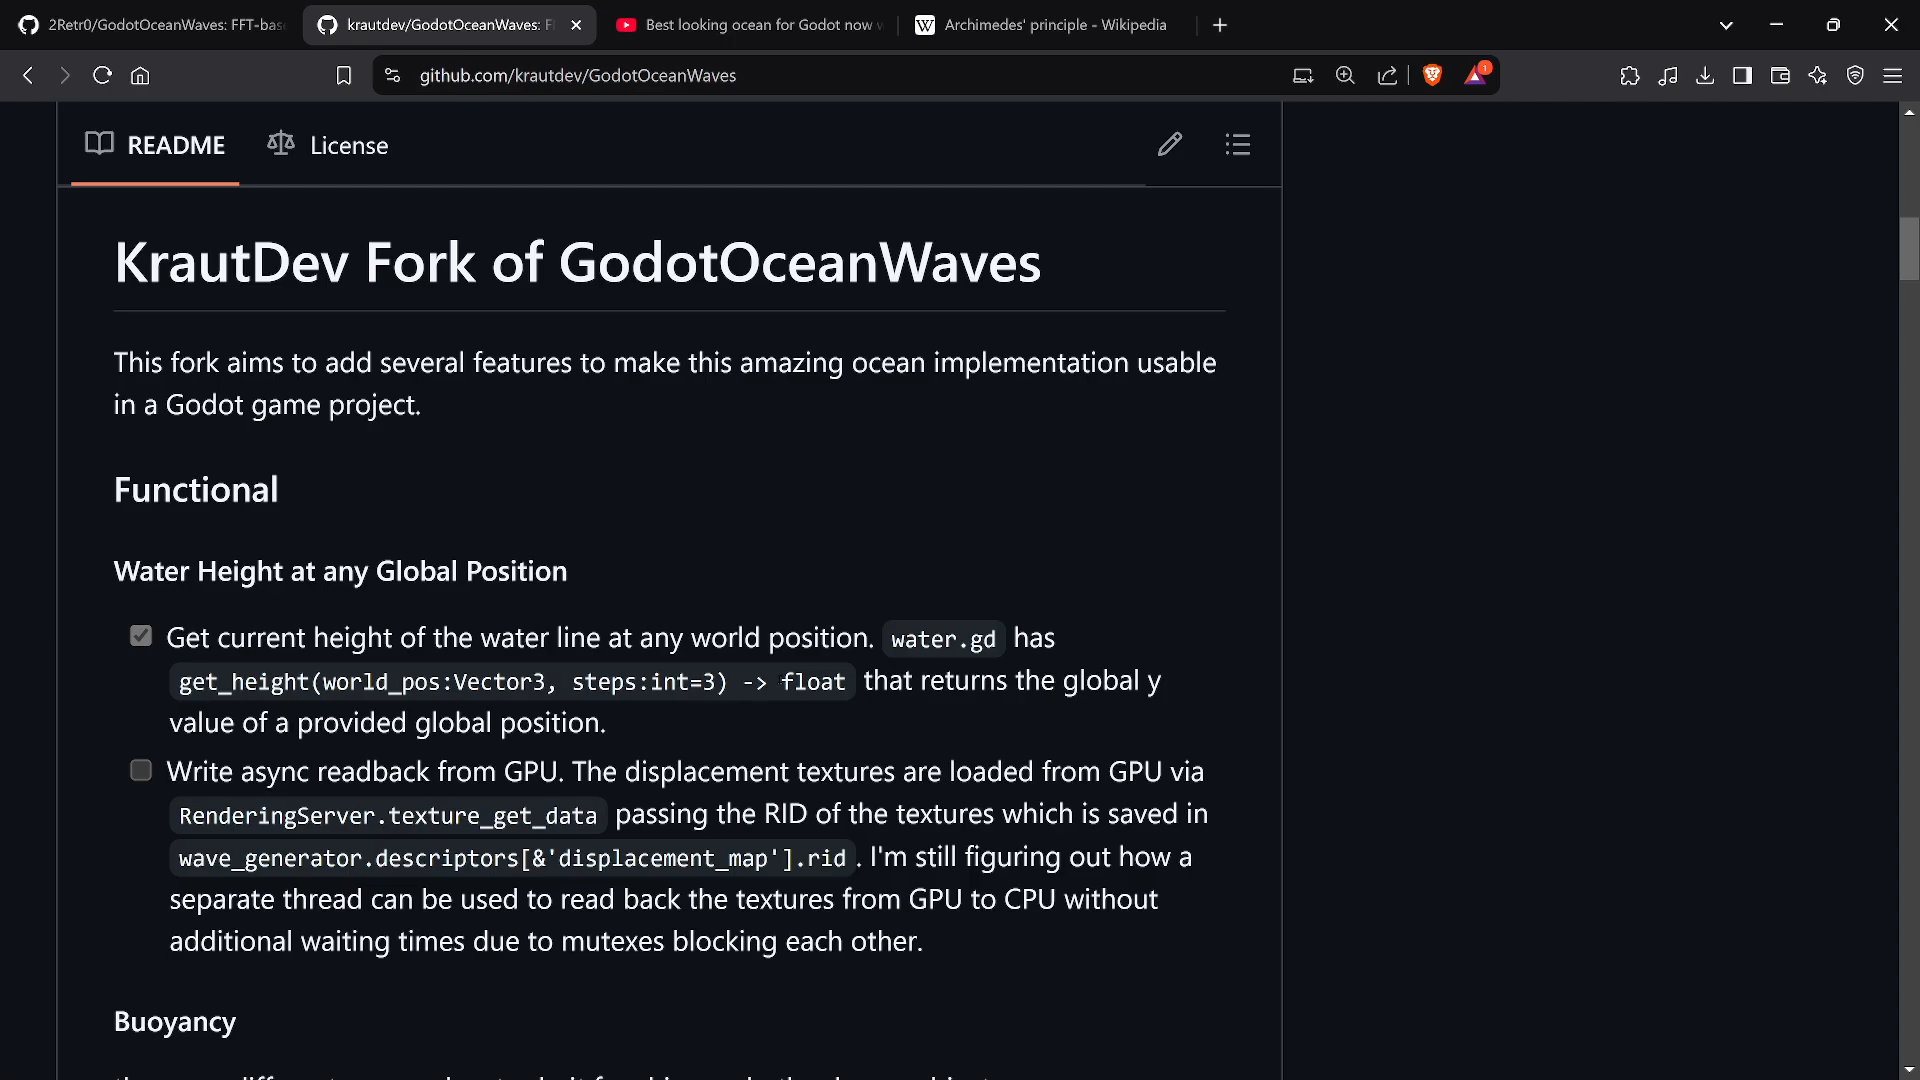 2Retr0/GodotOceanWaves: FFT-bas
krautdev/GodotOceanWaves: F
Best looking ocean for Godot now
W Archimedes' principle - Wikipedia
github.com/krautdev/GodotOceanWaves
1
README
License
KrautDev Fork of GodotOceanWaves
This fork aims to add several features to make this amazing ocean implementation usable
in a Godot game project.
Functional
Water Height at any Global Position
Get current height of the water line at any world position. water.gd has
get_height(world_pos:Vector3, steps:int=3) -> float that returns the global y
value of a provided global position.
Write async readback from GPU. The displacement textures are loaded from GPU via
RenderingServer.texture_get_data passing the RID of the textures which is saved in
wave_generator.descriptors[&'displacement_map'].rid . I'm still figuring out how a
separate thread can be used to read back the textures from GPU to CPU without
additional waiting times due to mutexes blocking each other.
Buoyancy